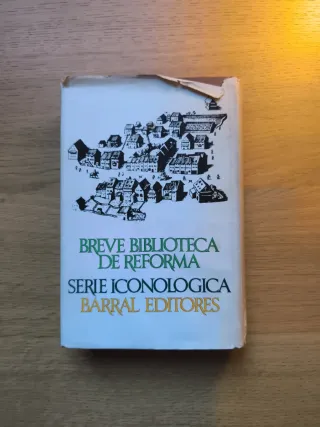 BREVE BIBLIOTECA
DE REFORMA
SERIE ICONOLOGICA
BARRAL EDITORES